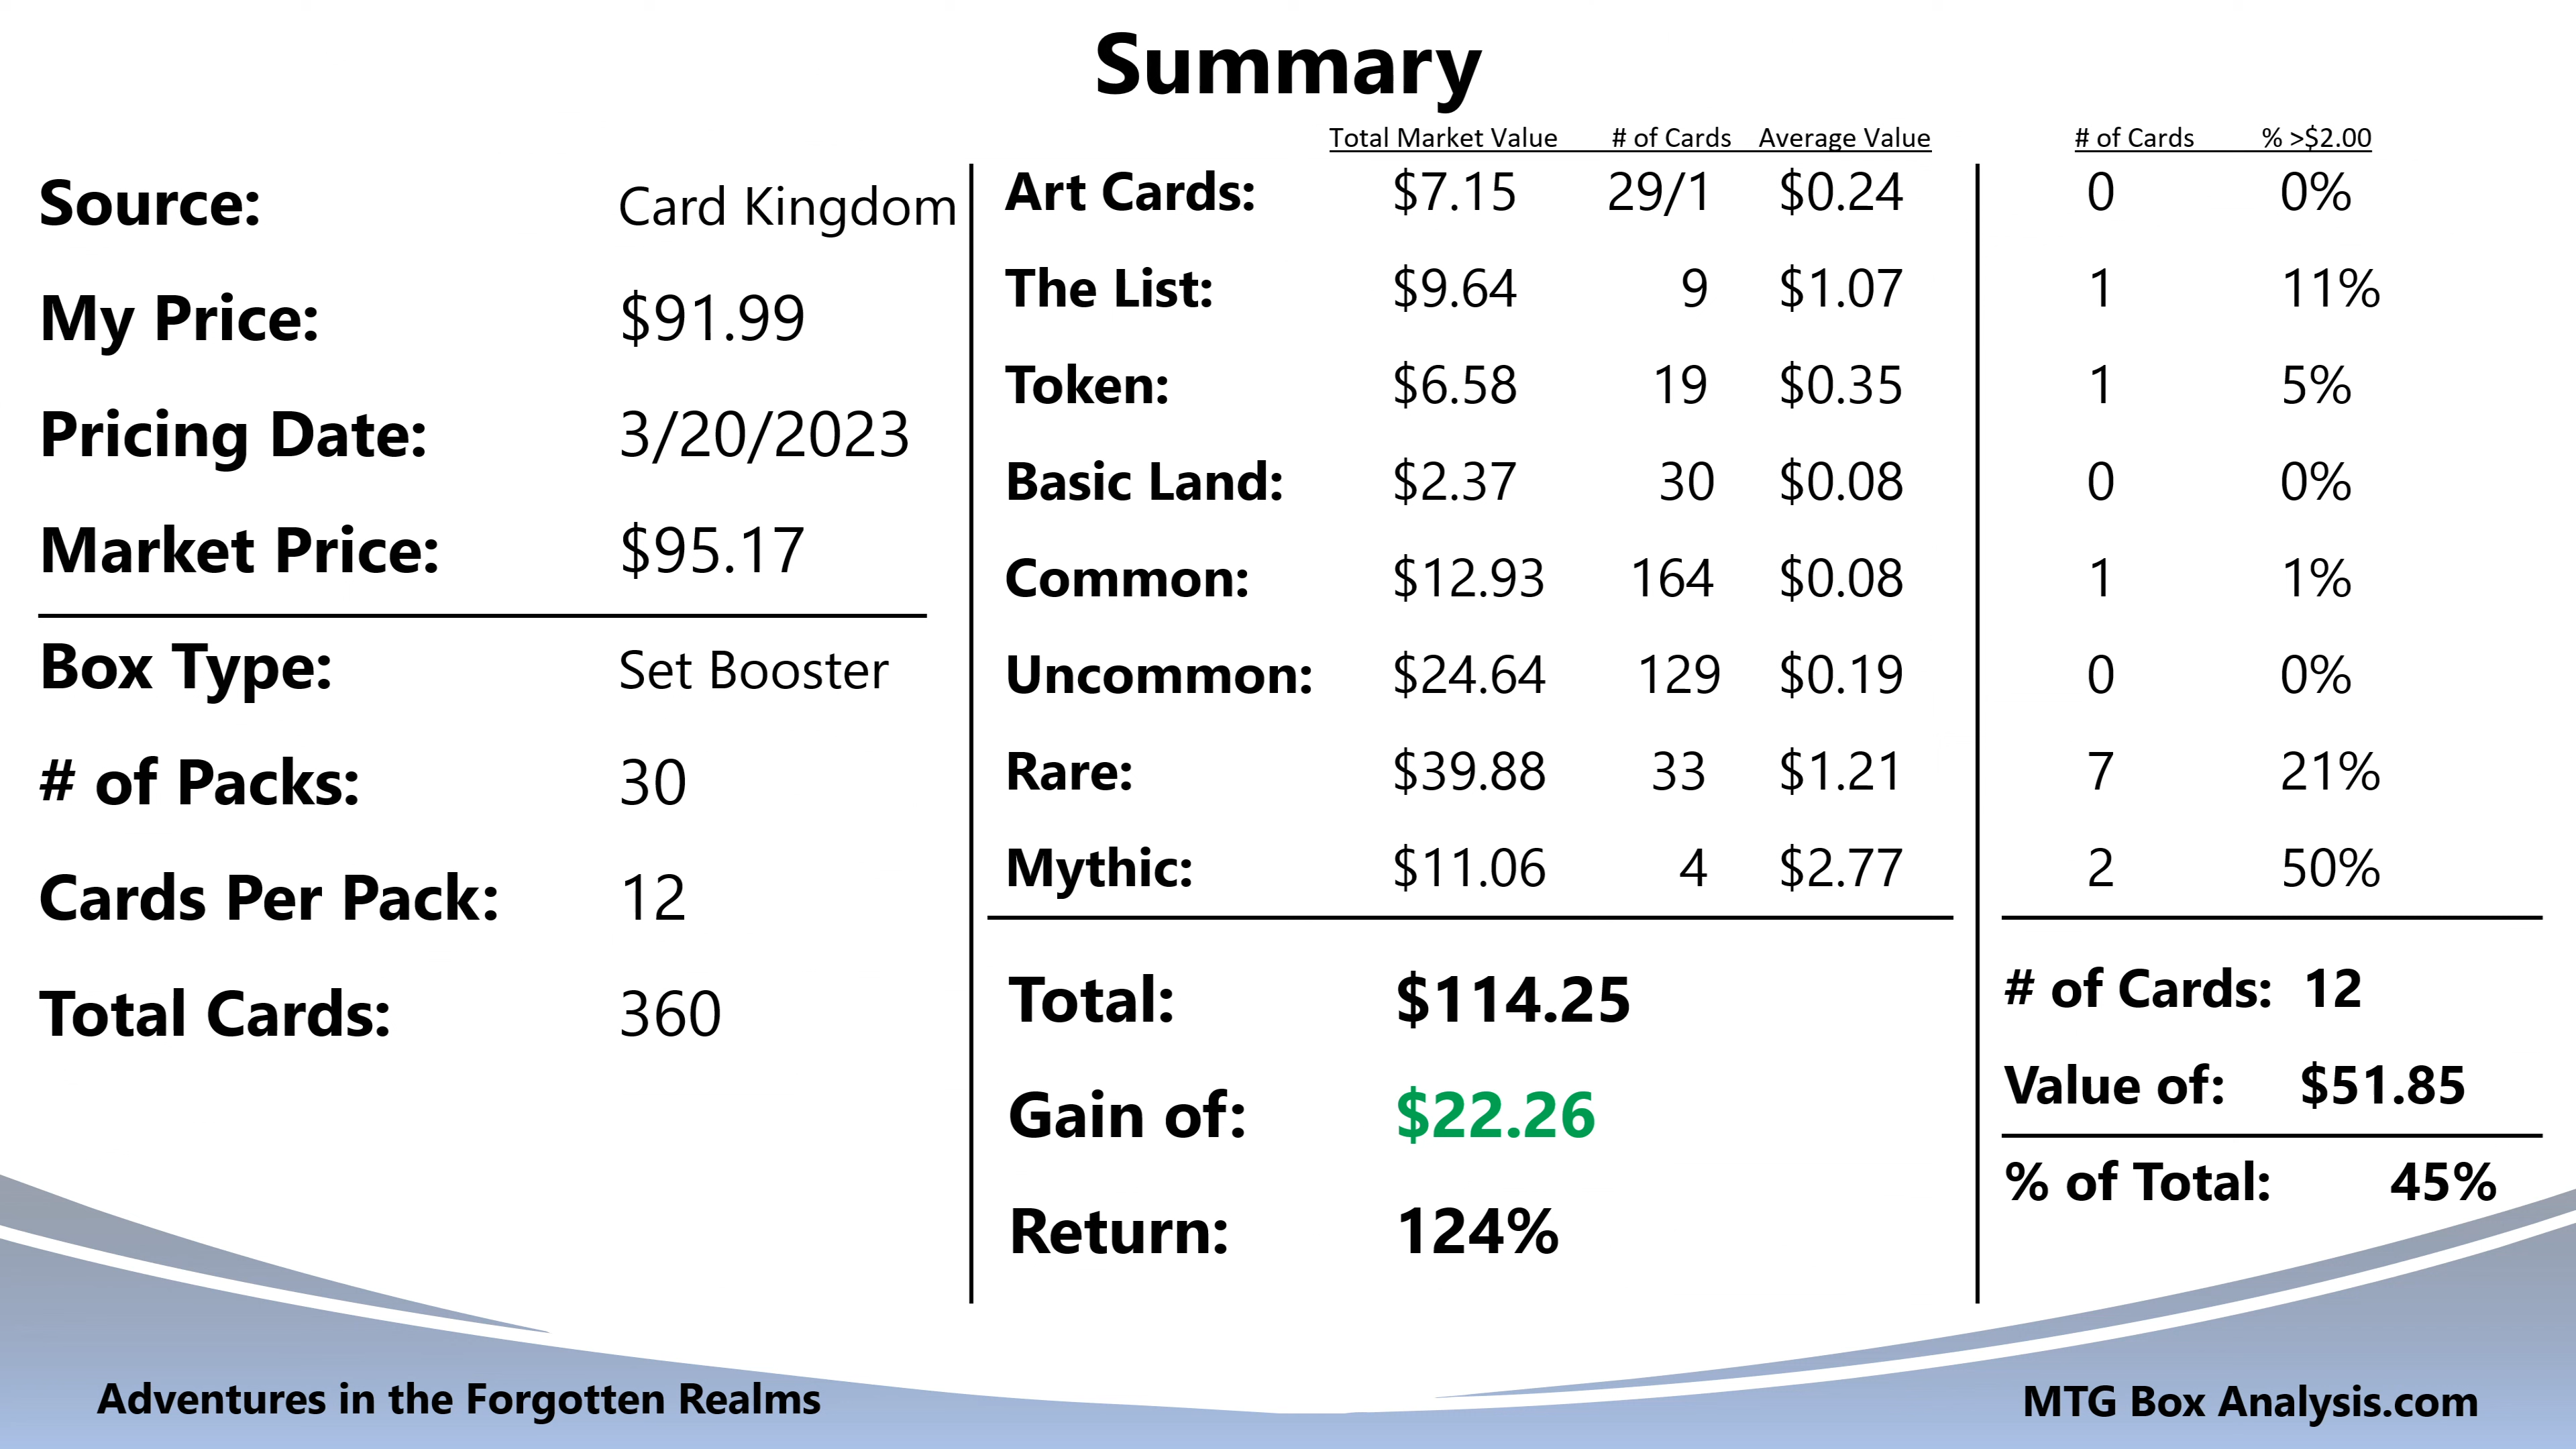 Summary
Source: Card Kingdom
My Price: $91.99
Pricing Date: 3/20/2023
Market Price: $95.17
Box Type: Set Booster
# of Packs: 30
Cards Per Pack: 12
Total Cards: 360
Total Market Value # of Cards Average Value
Art Cards: $7.15 29/1 $0.24
The List: $9.64 9 $1.07
Token: $6.58 19 $0.35
Basic Land: $2.37 30 $0.08
Common: $12.93 164 $0.08
Uncommon: $24.64 129 $0.19
Rare: $39.88 33 $1.21
Mythic: $11.06 4 $2.77
Total: $114.25
Gain of: $22.26
Return: 124%
# of Cards % >$2.00
0 0%
1 11%
1 5%
0 0%
1 1%
0 0%
7 21%
2 50%
# of Cards: 12
Value of: $51.85
% of Total: 45%
Adventures in the Forgotten Realms
MTG Box Analysis.com